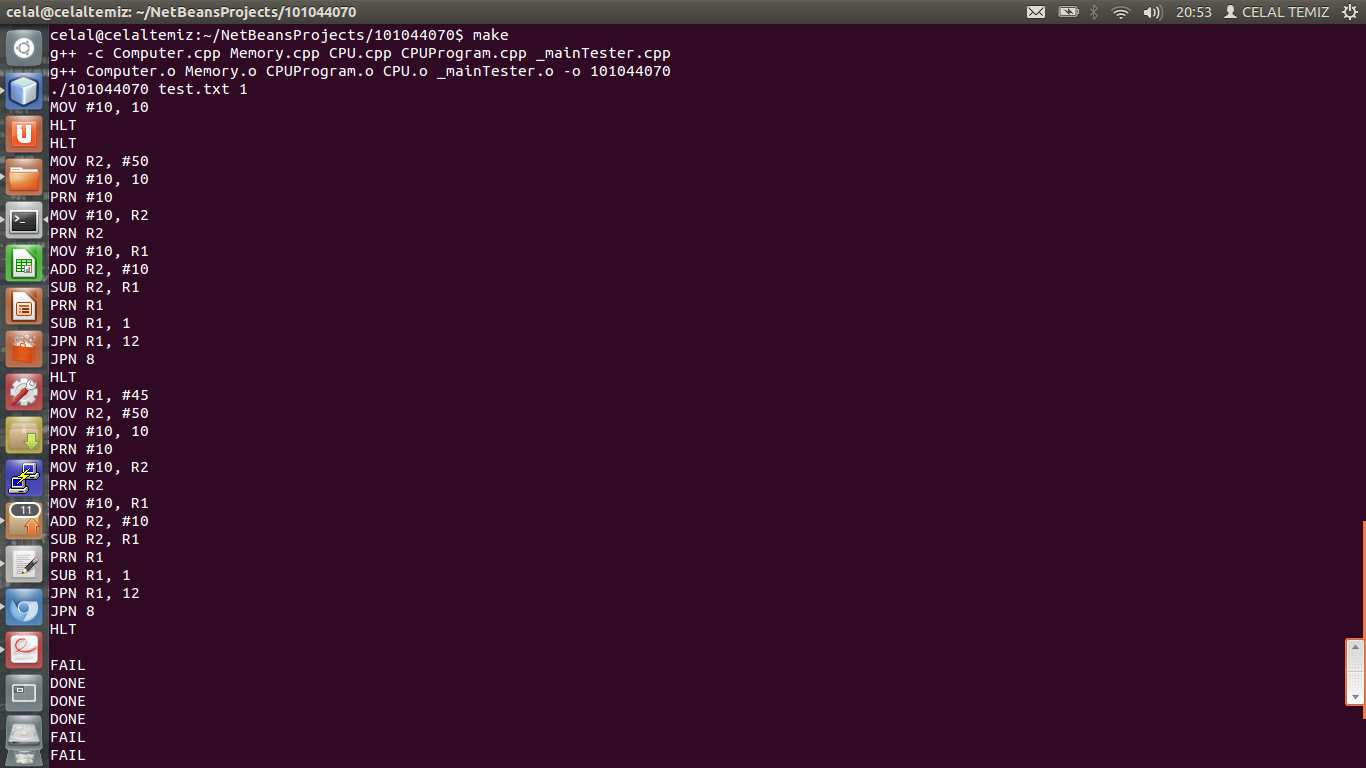 celal@celaltemiz: ~/NetBeansProjects/101044070
20:53
CELAL TEMIZ
celal@celaltemiz:~/NetBeansProjects/101044070$ make
g++ -c Computer.cpp Memory.cpp CPU.cpp CPUProgram.cpp _mainTester.cpp
g++ Computer.o Memory.o CPUProgram.o CPU.o _mainTester.o -o 101044070
./101044070 test.txt 1
MOV #10, 10
HLT
HLT
MOV R2, #50
MOV #10, 10
PRN #10
MOV #10, R2
PRN R2
MOV #10, R1
ADD R2, #10
SUB R2, R1
PRN R1
SUB R1, 1
JPN R1, 12
JPN 8
HLT
MOV R1, #45
MOV R2, #50
MOV #10, 10
PRN #10
MOV #10, R2
PRN R2
MOV #10, R1
ADD R2, #10
SUB R2, R1
PRN R1
SUB R1, 1
JPN R1, 12
JPN 8
HLT
FAIL
DONE
DONE
DONE
FAIL
FAIL
11